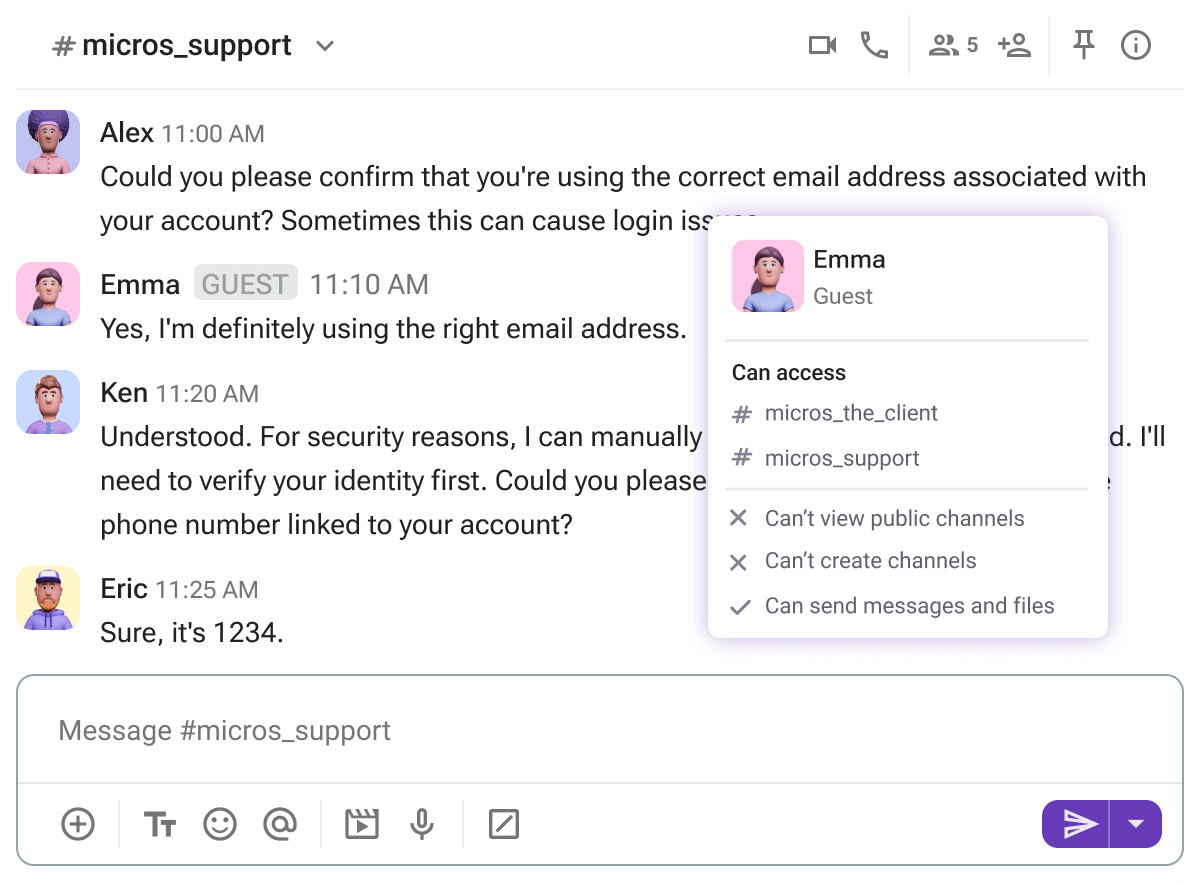 # micros_support
5
Alex 11:00 AM
Could you please confirm that you're using the correct email address associated with
your account? Sometimes this can cause login
Emma GUEST 11:10 AM
Yes, I'm definitely using the right email address.
Ken 11:20 AM
Understood. For security reasons, I can manually
I'll
need to verify your identity first. Could you please
phone number linked to your account?
Eric 11:25 AM
Sure, it's 1234.
Emma
Guest
Can access
# micros_the_client
# micros_support
Can’t view public channels
Can’t create channels
Can send messages and files
Message #micros_support